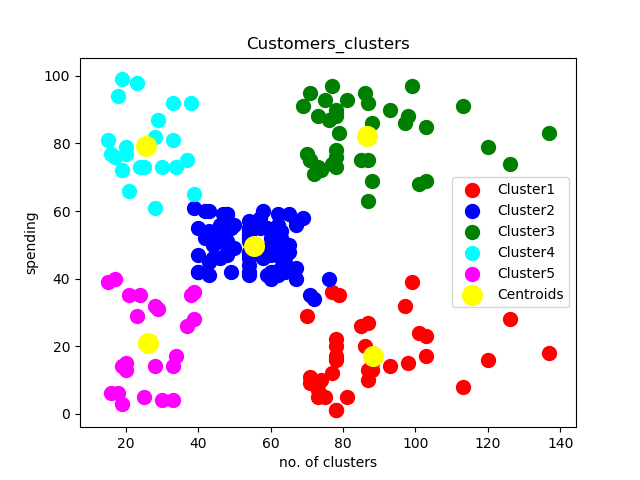 Customers_clusters
100
80
60
40
20
0
spending
20 40 60 80 100 120 140
no. of clusters
Cluster1
Cluster2
Cluster3
Cluster4
Cluster5
Centroids